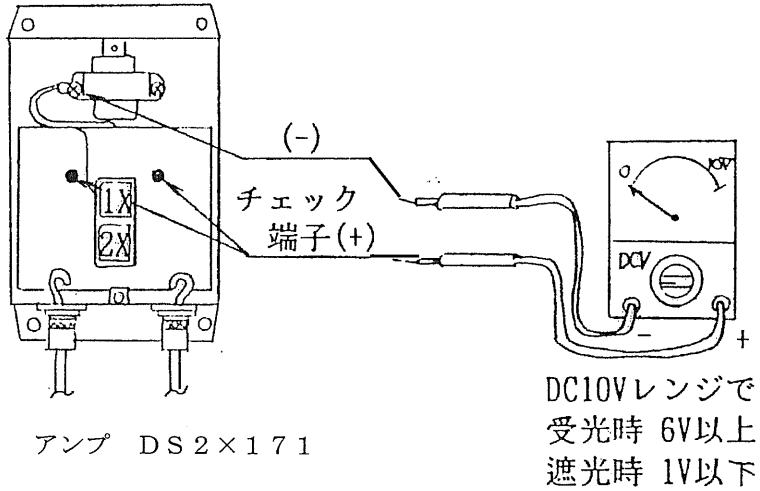 (-)
チェック
端子(+)
1X
2X
0
10V
DCV
-
+
DC10Vレンジで
受光時 6V以上
遮光時 1V以下
アンプ DS2×171